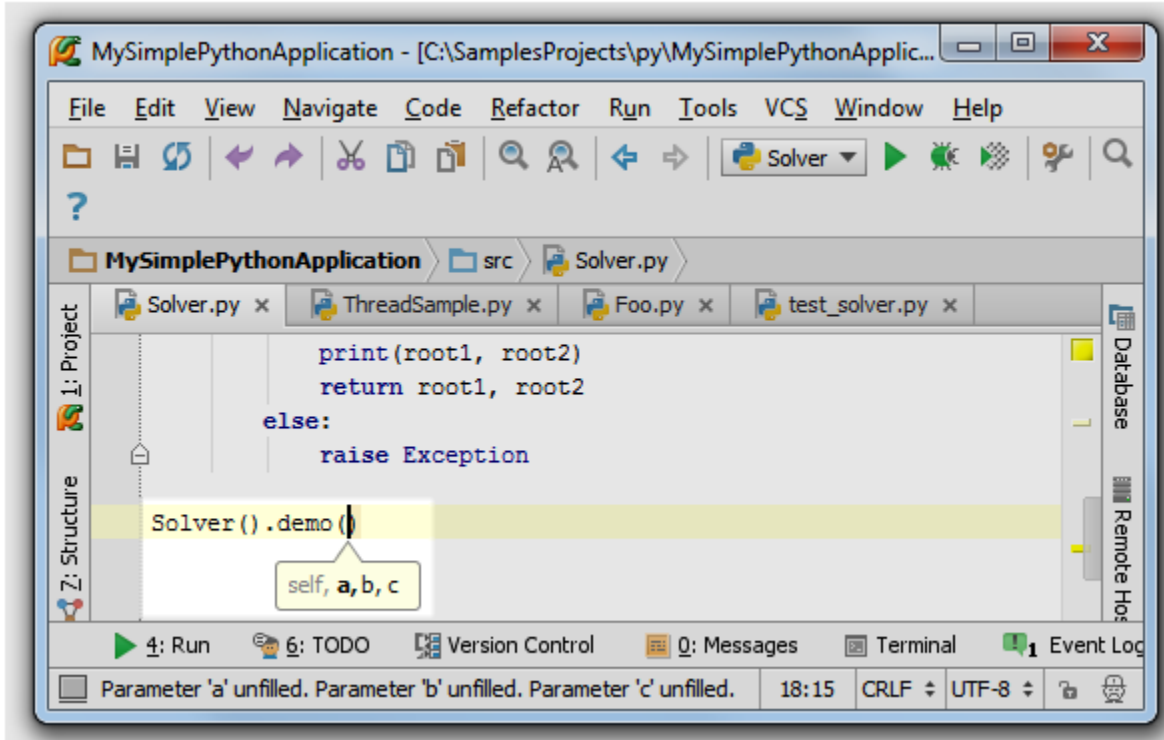 MySimplePythonApplication - [C:\SamplesProjects\py\MySimplePythonApplic...
File Edit View Navigate Code Refactor Run Tools VCS Window Help
Solver
?
MySimplePythonApplication src Solver.py
Solver.py × ThreadSample.py × Foo.py × test_solver.py ×
1: Project
Z: Structure
print(root1, root2)
return root1, root2
else:
raise Exception
Solver().demo()
self, a, b, c
Database
Remote Hos
4: Run 6: TODO Version Control 0: Messages Terminal 1 Event Log
Parameter 'a' unfilled. Parameter 'b' unfilled. Parameter 'c' unfilled. 18:15 CRLF UTF-8